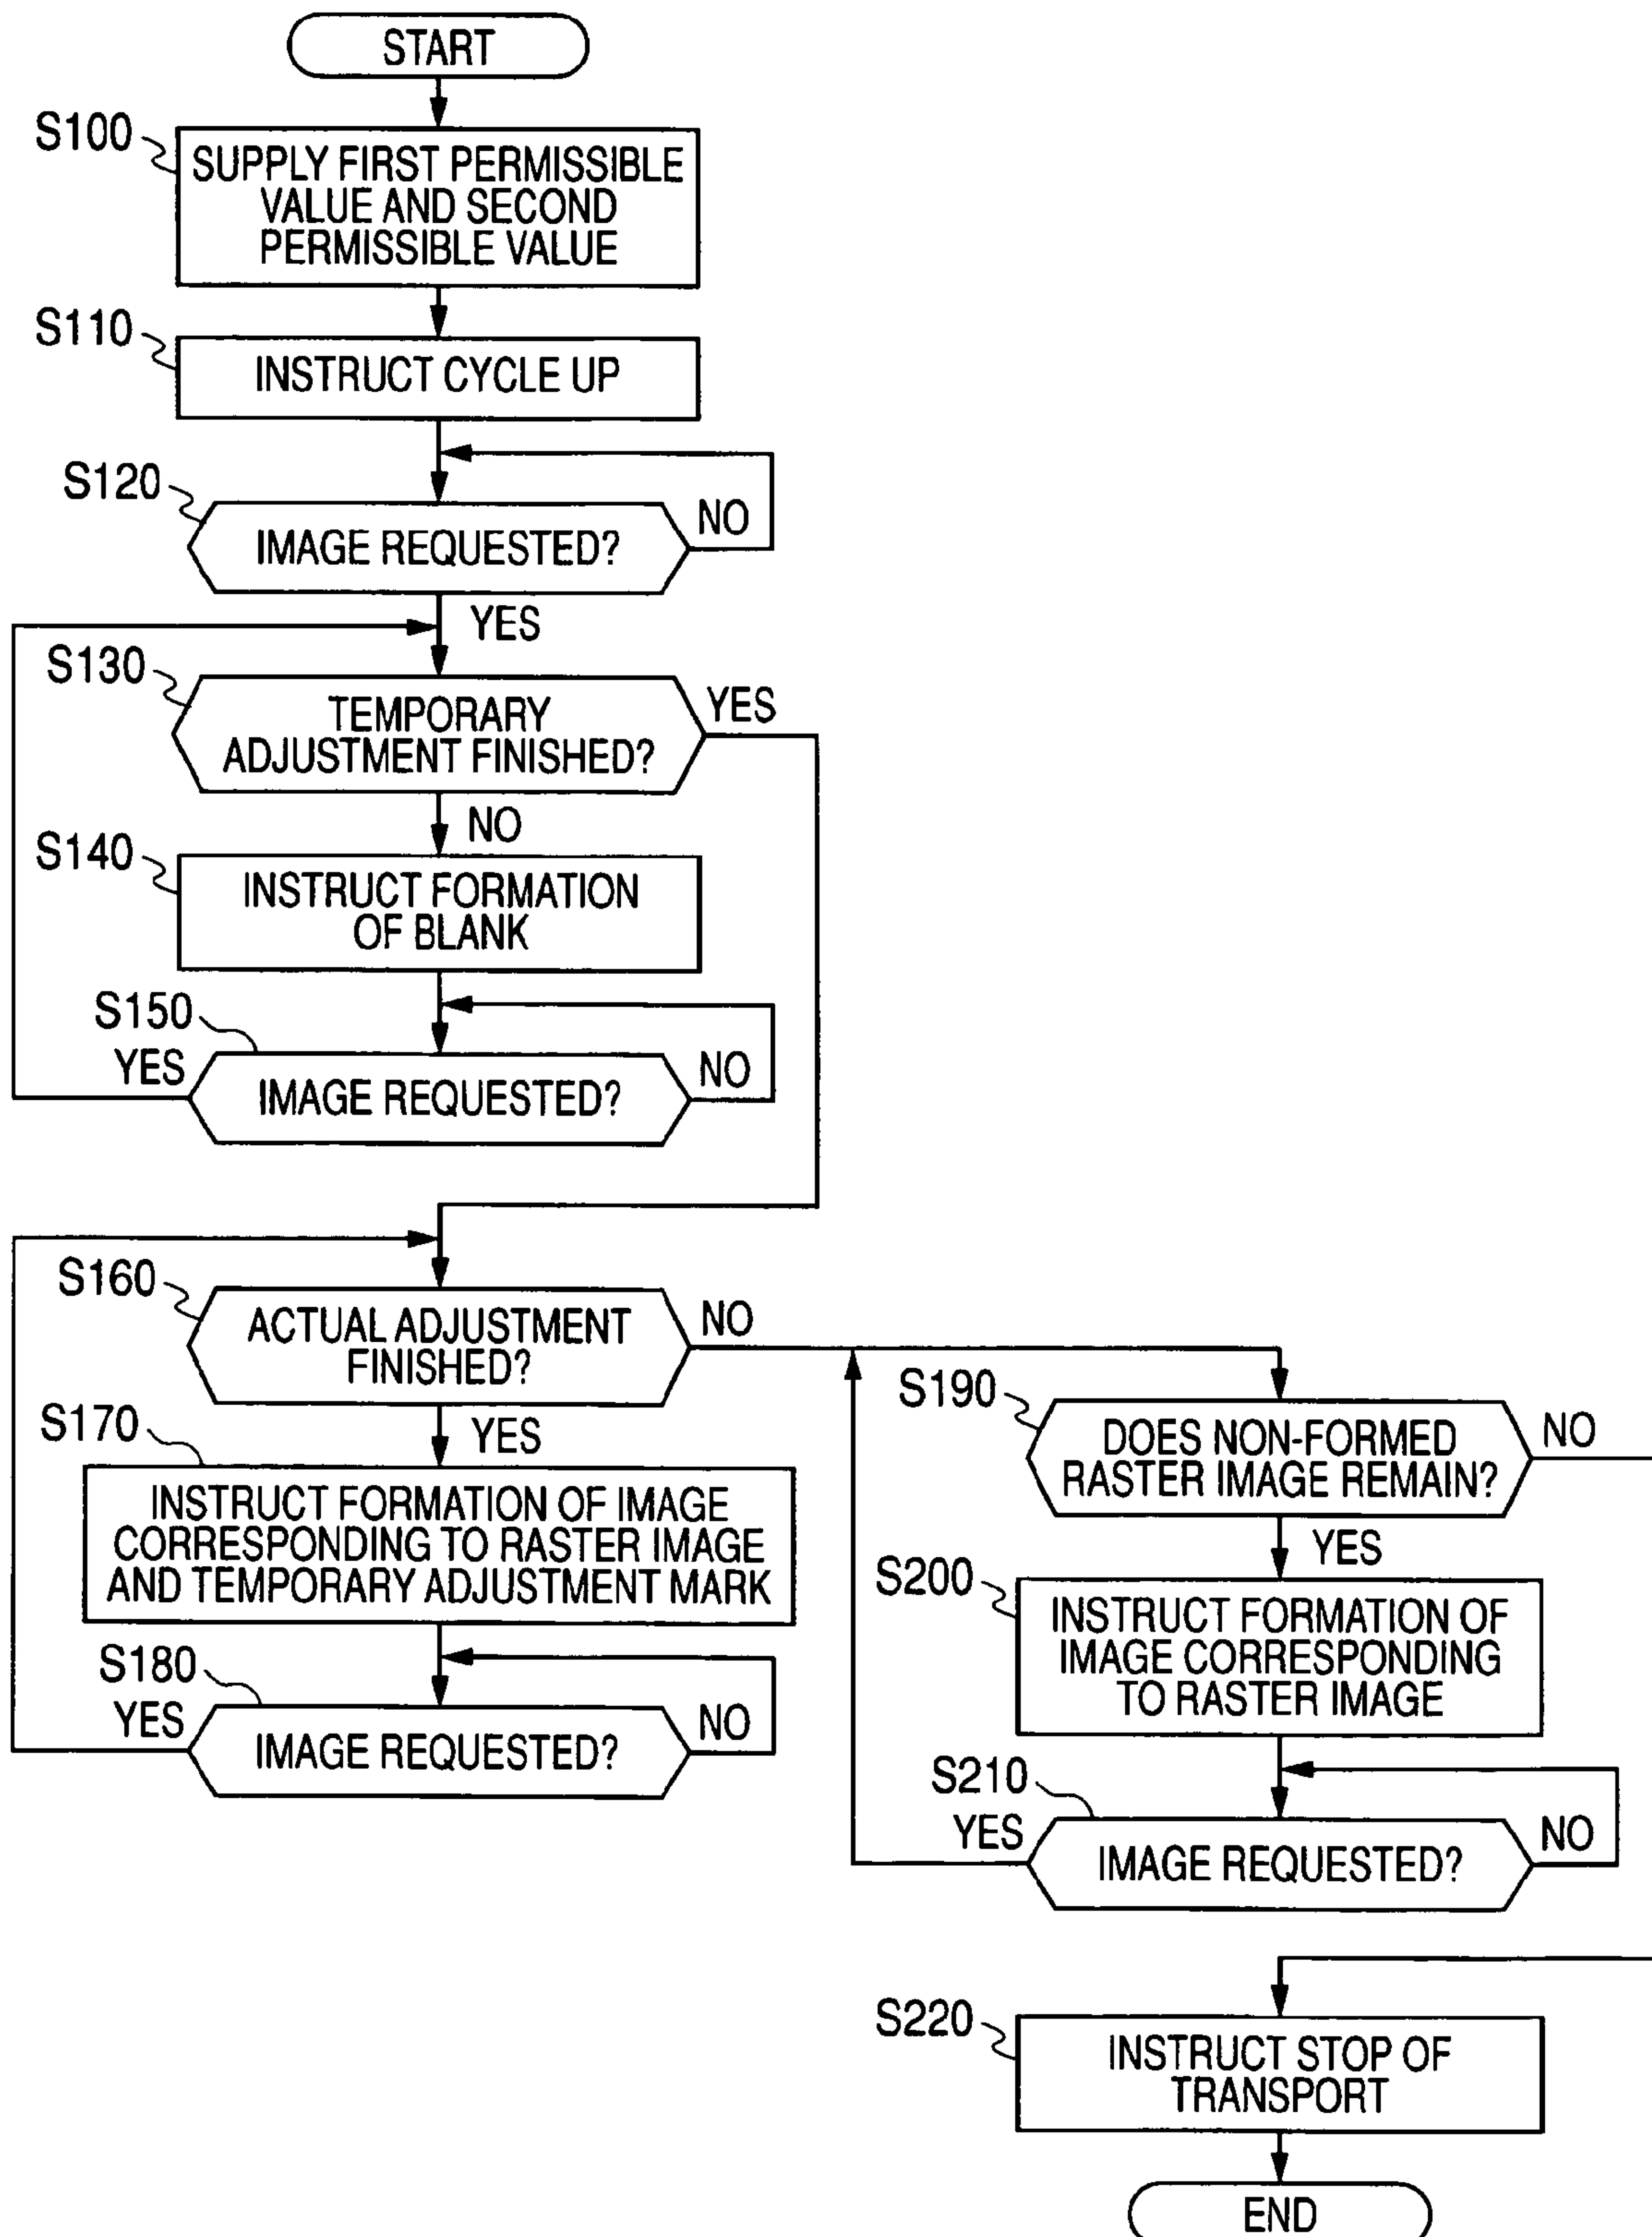 START
S100
SUPPLY FIRST PERMISSIBLE
VALUE AND SECOND
PERMISSIBLE VALUE
S110
INSTRUCT CYCLE UP
S120
IMAGE REQUESTED?
NO
YES
S130
TEMPORARY
ADJUSTMENT FINISHED?
YES
NO
S140
INSTRUCT FORMATION
OF BLANK
S150
YES
IMAGE REQUESTED?
NO
S160
ACTUAL ADJUSTMENT
FINISHED?
NO
YES
S170
INSTRUCT FORMATION OF IMAGE
CORRESPONDING TO RASTER IMAGE
AND TEMPORARY ADJUSTMENT MARK
S180
YES
IMAGE REQUESTED?
NO
S190
DOES NON-FORMED
RASTER IMAGE REMAIN?
NO
YES
S200
INSTRUCT FORMATION OF
IMAGE CORRESPONDING
TO RASTER IMAGE
S210
YES
IMAGE REQUESTED?
NO
S220
INSTRUCT STOP OF
TRANSPORT
END